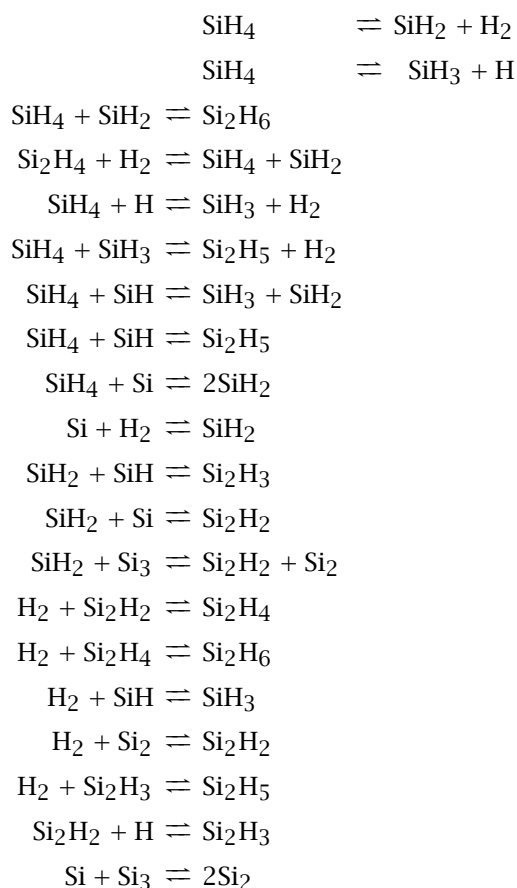 SiH₄ ⇌ SiH₂ + H₂
SiH₄ ⇌ SiH₃ + H
SiH₄ + SiH₂ ⇌ Si₂H₆
Si₂H₄ + H₂ ⇌ SiH₄ + SiH₂
SiH₄ + H ⇌ SiH₃ + H₂
SiH₄ + SiH₃ ⇌ Si₂H₅ + H₂
SiH₄ + SiH ⇌ SiH₃ + SiH₂
SiH₄ + SiH ⇌ Si₂H₅
SiH₄ + Si ⇌ 2SiH₂
Si + H₂ ⇌ SiH₂
SiH₂ + SiH ⇌ Si₂H₃
SiH₂ + Si ⇌ Si₂H₂
SiH₂ + Si₃ ⇌ Si₂H₂ + Si₂
H₂ + Si₂H₂ ⇌ Si₂H₄
H₂ + Si₂H₄ ⇌ Si₂H₆
H₂ + SiH ⇌ SiH₃
H₂ + Si₂ ⇌ Si₂H₂
H₂ + Si₂H₃ ⇌ Si₂H₅
Si₂H₂ + H ⇌ Si₂H₃
Si + Si₃ ⇌ 2Si₂